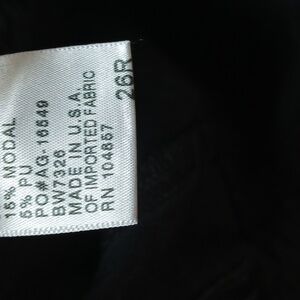 15% MODAL
5% PU
PO#AG-16549
BW7326
MADE IN U.S.A.
OF IMPORTED FABRIC
RN 104857
26R